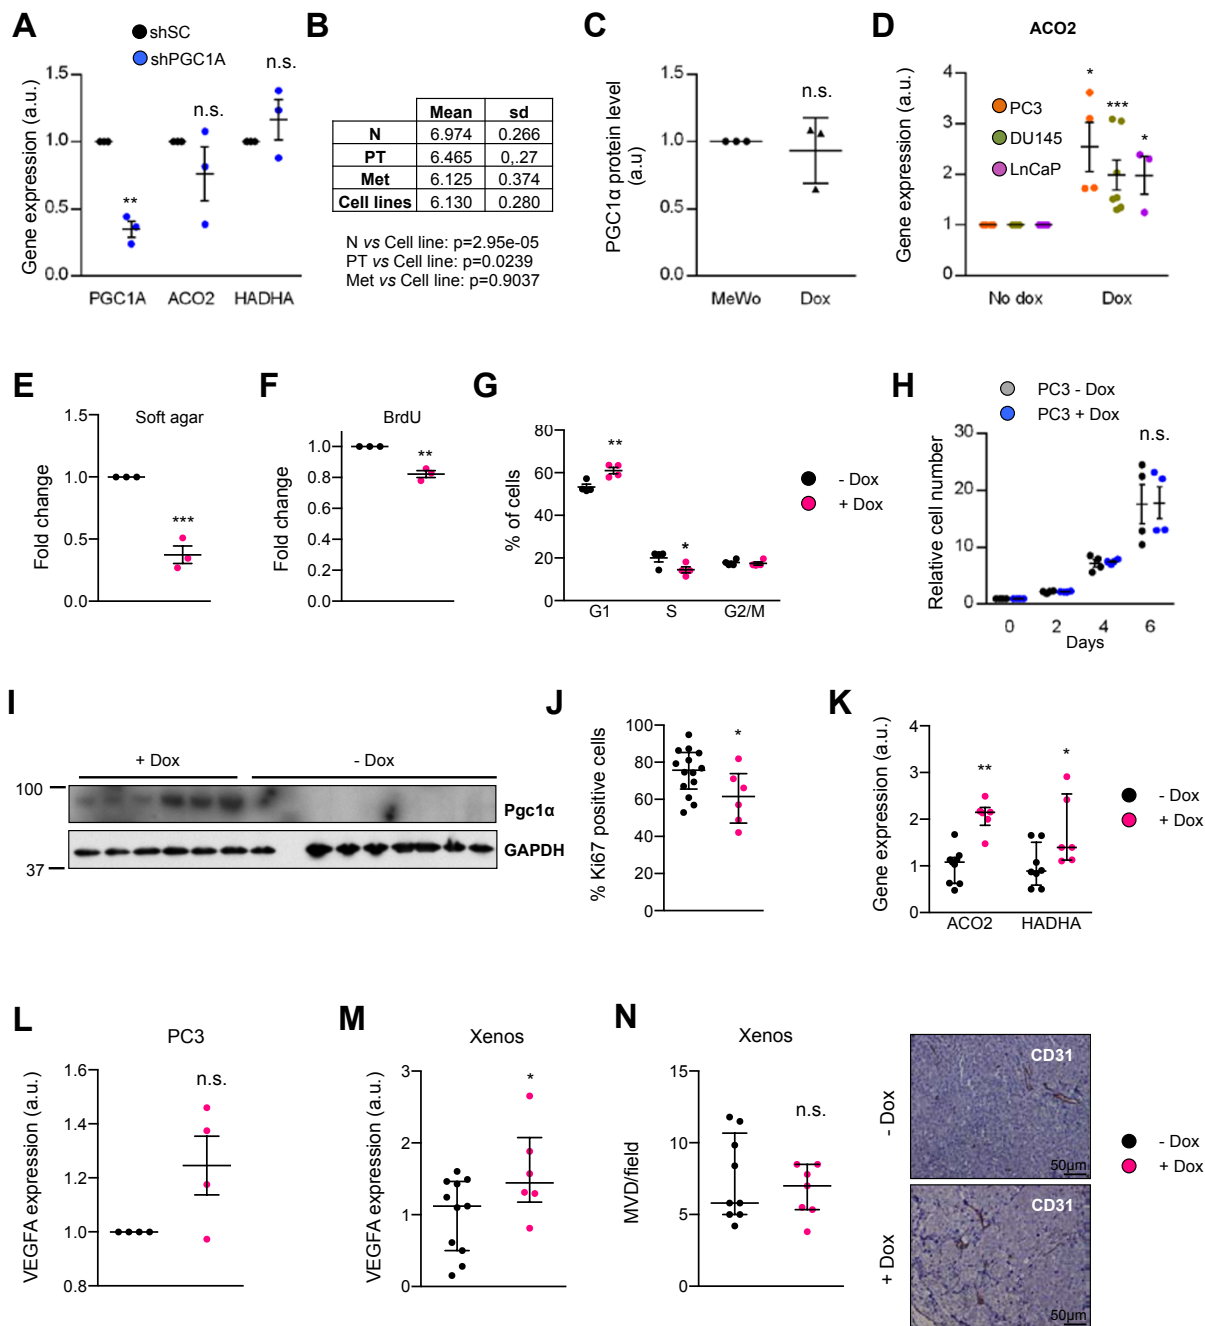 A
shSC
shPGC1A
Gene expression (a.u.)
1.5
1.0
0.5
0.0
**
n.s.
n.s.
PGC1A ACO2 HADHA
B
Mean sd
N 6.974 0.266
PT 6.465 0,.27
Met 6.125 0.374
Cell lines 6.130 0.280
N vs Cell line: p=2.95e-05
PT vs Cell line: p=0.0239
Met vs Cell line: p=0.9037
C
PGC1α protein level
(a.u)
1.5
1.0
0.5
0.0
n.s.
MeWo Dox
D
ACO2
Gene expression (a.u.)
4
3
2
1
0
PC3
DU145
LnCaP
*
***
*
No dox Dox
E
Soft agar
Fold change
1.5
1.0
0.5
0.0
***
F
BrdU
Fold change
1.0
0.8
0.6
0.4
0.2
0.0
**
G
% of cells
80
60
40
20
0
**
*
G1 S G2/M
- Dox
+ Dox
H
PC3 - Dox
PC3 + Dox
Relative cell number
30
20
10
0
n.s.
0 2 4 6
Days
I
+ Dox - Dox
100
37
Pgc1α
GAPDH
J
% Ki67 positive cells
100
80
60
40
20
0
*
K
Gene expression (a.u.)
4
3
2
1
0
**
*
ACO2 HADHA
- Dox
+ Dox
L
PC3
VEGFA expression (a.u.)
1.6
1.4
1.2
1.0
0.8
n.s.
M
Xenos
VEGFA expression (a.u.)
3
2
1
0
*
N
Xenos
MVD/field
15
10
5
0
n.s.
- Dox
CD31
50µm
+ Dox
CD31
50µm
- Dox
+ Dox